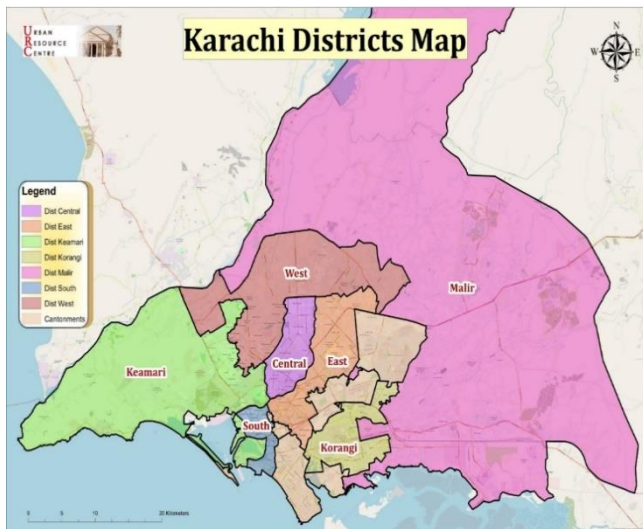 URBAN
RESOURCE
CENTRE
Karachi Districts Map
N
W
E
S
Legend
Dist Central
Dist East
Dist Keamari
Dist Korangi
Dist Malir
Dist South
Dist West
Cantonments
West
Malir
Keamari
Central
East
South
Korangi
0
5
10
20 Kilometers